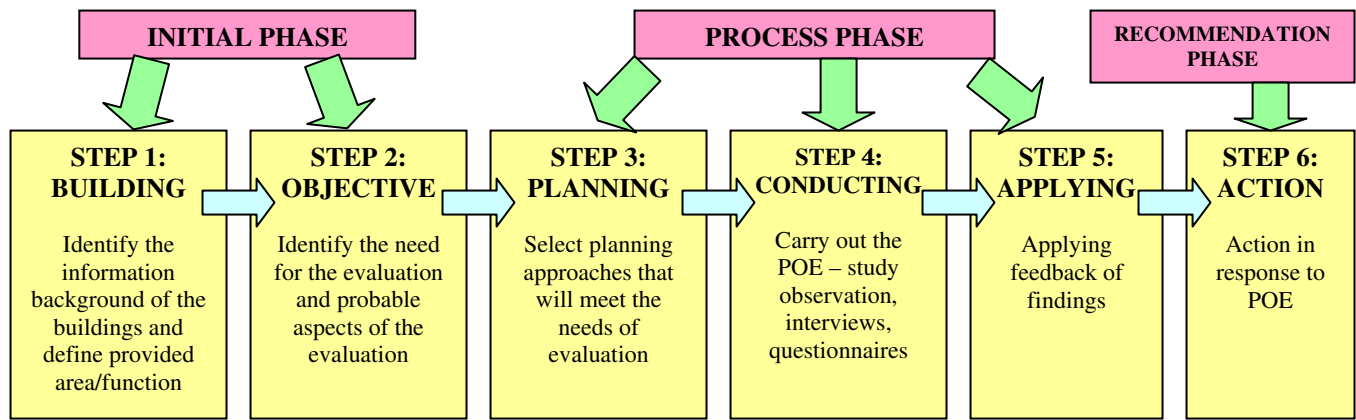 INITIAL PHASE
PROCESS PHASE
RECOMMENDATION
PHASE
STEP 1:
BUILDING
Identify the
information
background of the
buildings and
define provided
area/function
STEP 2:
OBJECTIVE
Identify the need
for the evaluation
and probable
aspects of the
evaluation
STEP 3:
PLANNING
Select planning
approaches that
will meet the
needs of
evaluation
STEP 4:
CONDUCTING
Carry out the
POE – study
observation,
interviews,
questionnaires
STEP 5:
APPLYING
Applying
feedback of
findings
STEP 6:
ACTION
Action in
response to
POE